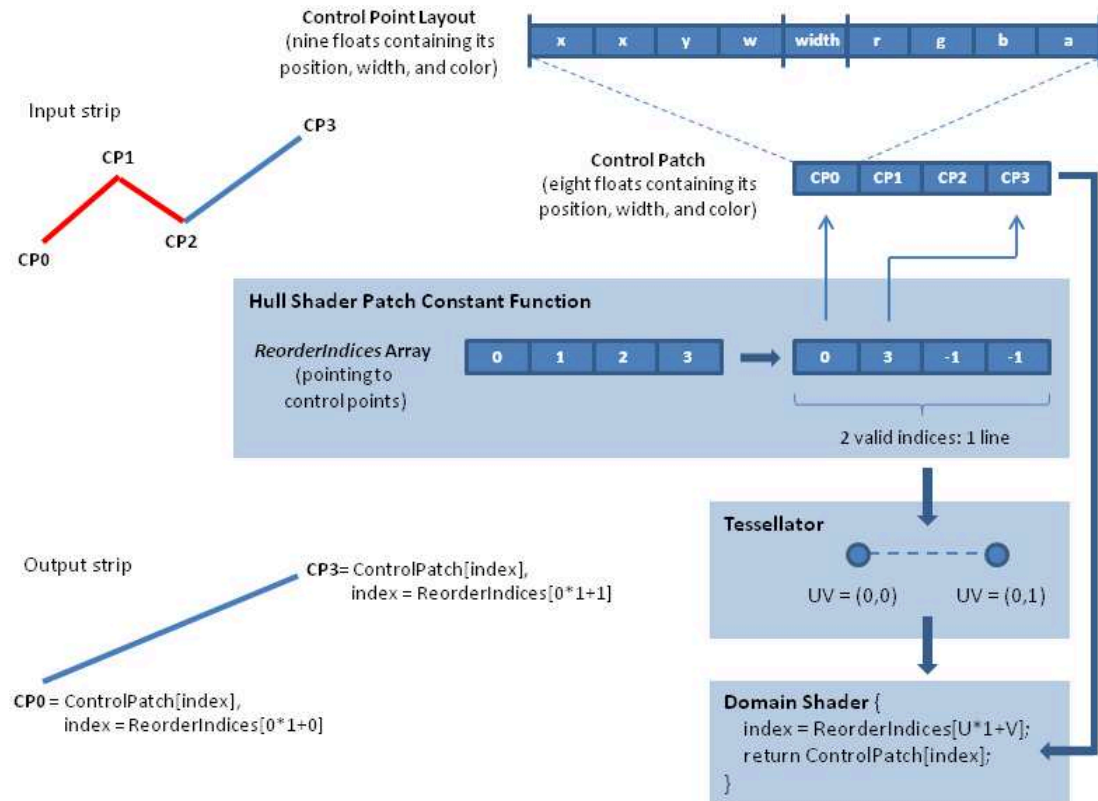 Control Point Layout
(nine floats containing its
position, width, and color)
x x y w width r g b a
Input strip
CP0
CP1
CP2
CP3
Control Patch
(eight floats containing its
position, width, and color)
CP0 CP1 CP2 CP3
Hull Shader Patch Constant Function
ReorderIndices Array
(pointing to
control points)
0 1 2 3
0 3 -1 -1
2 valid indices: 1 line
Tessellator
UV = (0,0) UV = (0,1)
Output strip
CP3= ControlPatch[index],
index = ReorderIndices[0*1+1]
CP0 = ControlPatch[index],
index = ReorderIndices[0*1+0]
Domain Shader {
index = ReorderIndices[U*1+V];
return ControlPatch[index];
}